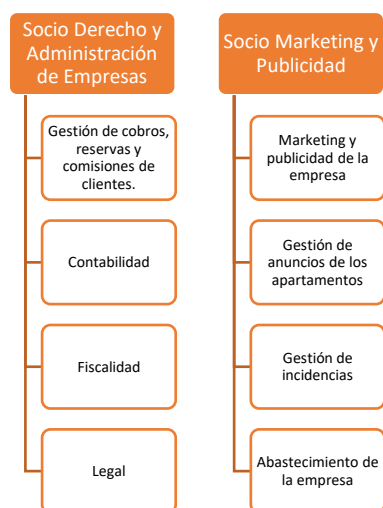 Socio Derecho y
Administración
de Empresas
Gestión de cobros,
reservas y
comisiones de
clientes.
Contabilidad
Fiscalidad
Legal
Socio Marketing y
Publicidad
Marketing y
publicidad de la
empresa
Gestión de
anuncios de los
apartamentos
Gestión de
incidencias
Abastecimiento de
la empresa